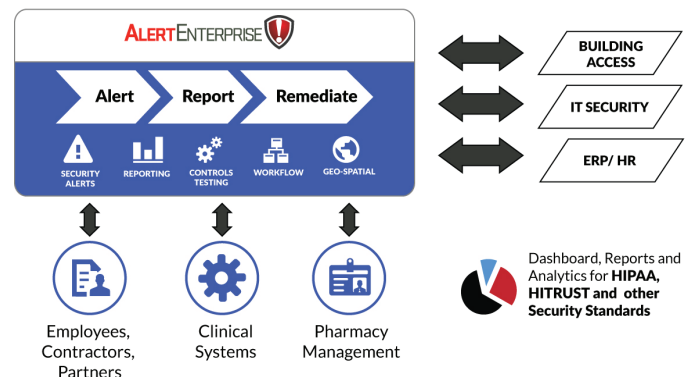 ALERTENTERPRISE
Alert
Report
Remediate
SECURITY
ALERTS
REPORTING
CONTROLS
TESTING
WORKFLOW
GEO-SPATIAL
BUILDING
ACCESS
IT SECURITY
ERP/ HR
Employees,
Contractors,
Partners
Clinical
Systems
Pharmacy
Management
Dashboard, Reports and
Analytics for HIPAA,
HITRUST and other
Security Standards